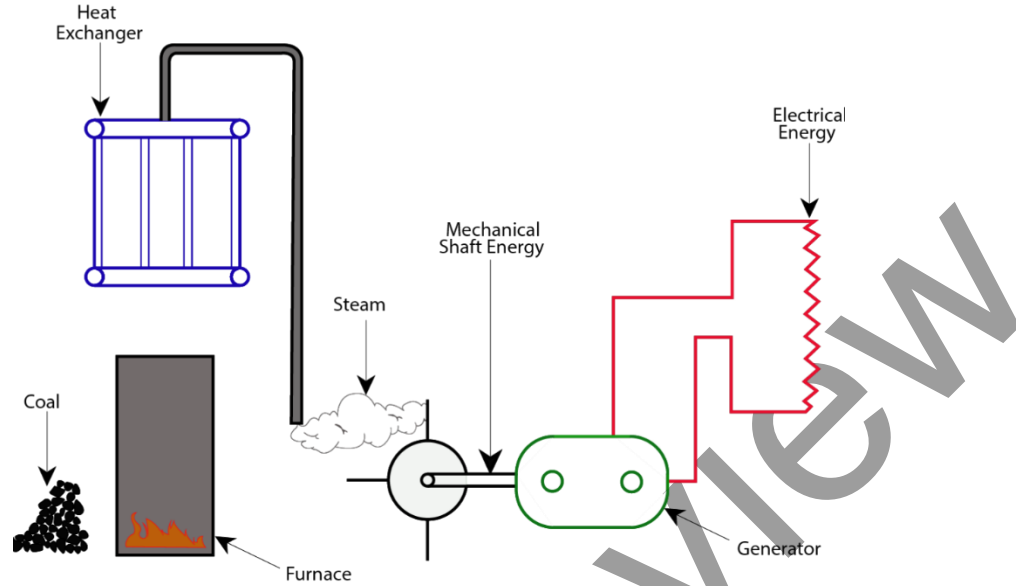 Heat
Exchanger
Electrical
Energy
Mechanical
Shaft Energy
Steam
Coal
Generator
Furnace
view